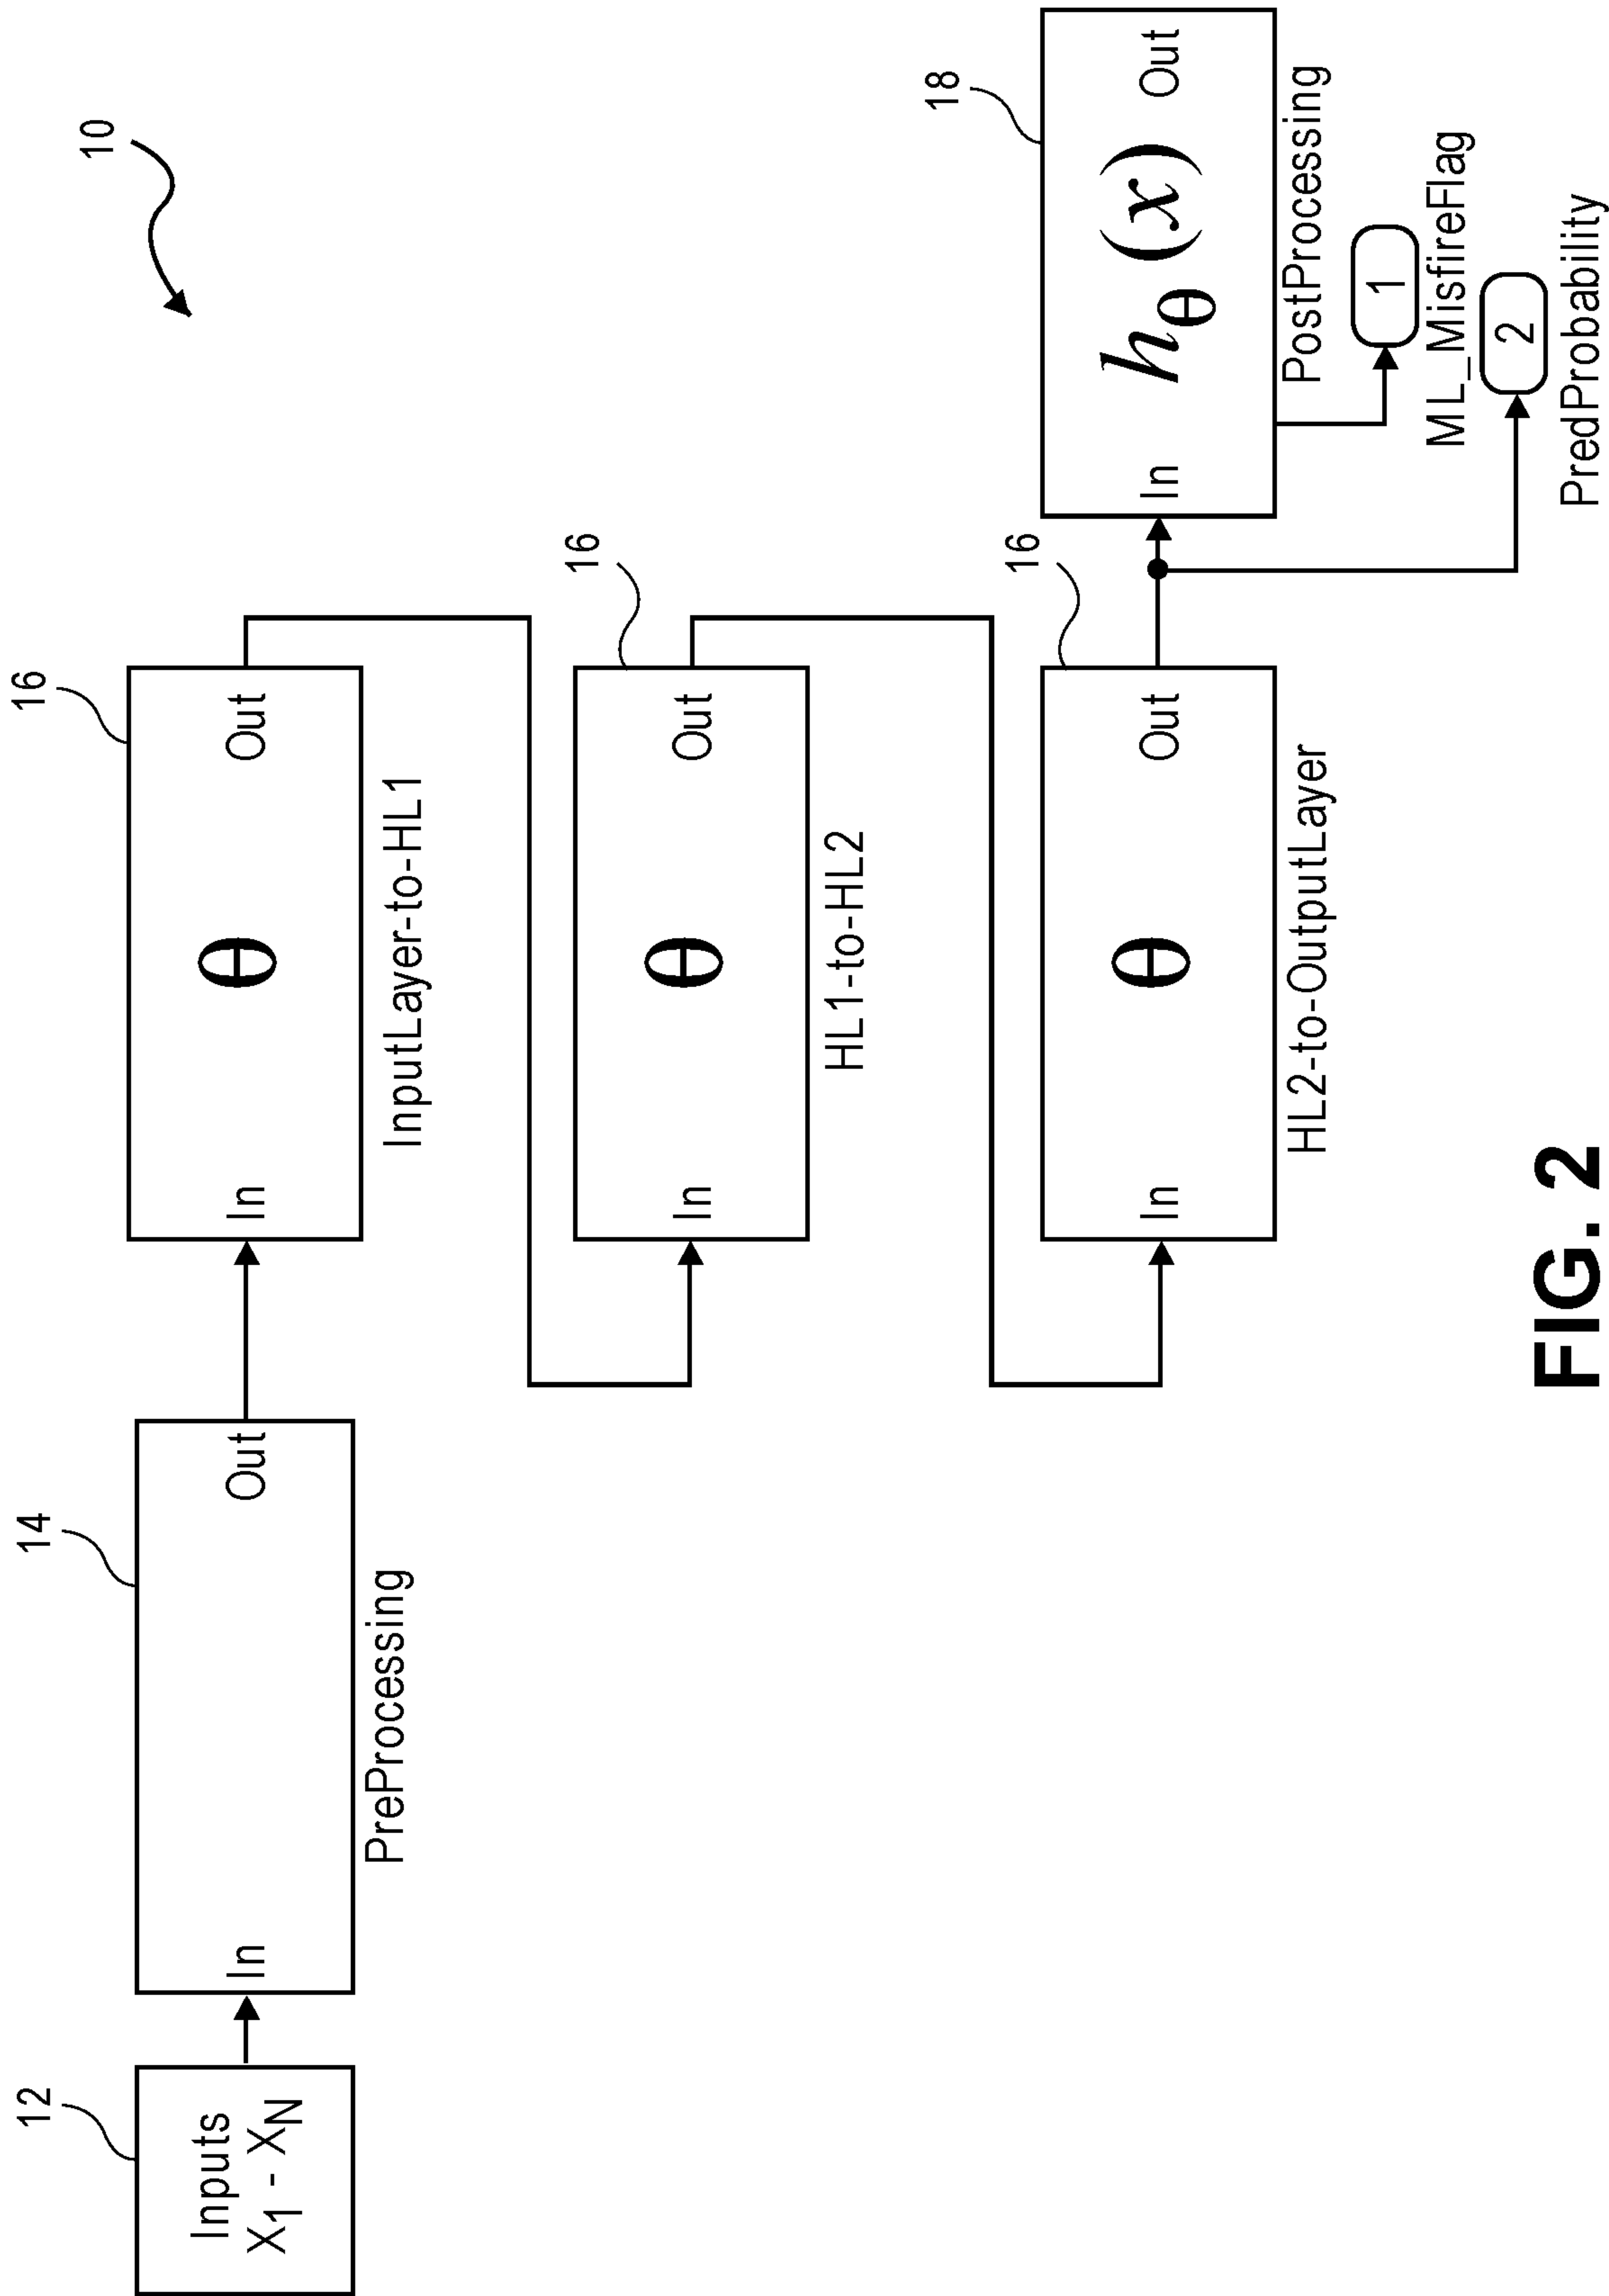 10
12
Inputs
X1 - XN
14
In
Out
PreProcessing
16
In
θ
Out
InputLayer-to-HL1
16
In
θ
Out
HL1-to-HL2
16
In
θ
Out
HL2-to-OutputLayer
18
In
hθ(x)
Out
PostProcessing
1
ML_MisfireFlag
2
PredProbability
FIG. 2